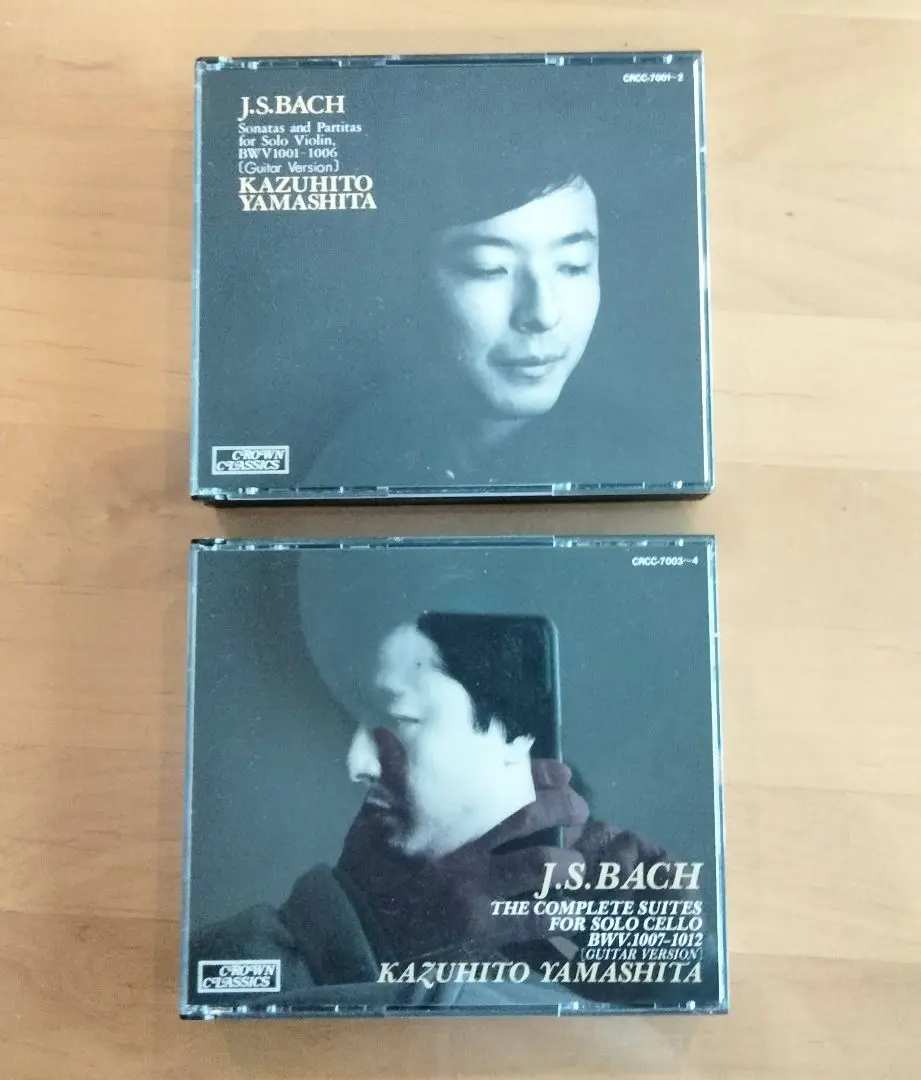 CRCC-7001~2
J.S.BACH
Sonatas and Partitas
for Solo Violin,
BWV1001-1006
(Guitar Version)
KAZUHITO
YAMASHITA
CROWN
CLASSICS
CRCC-7003~4
J.S.BACH
THE COMPLETE SUITES
FOR SOLO CELLO
BWV.1007-1012
[GUITAR VERSION]
KAZUHITO YAMASHITA
CROWN
CLASSICS